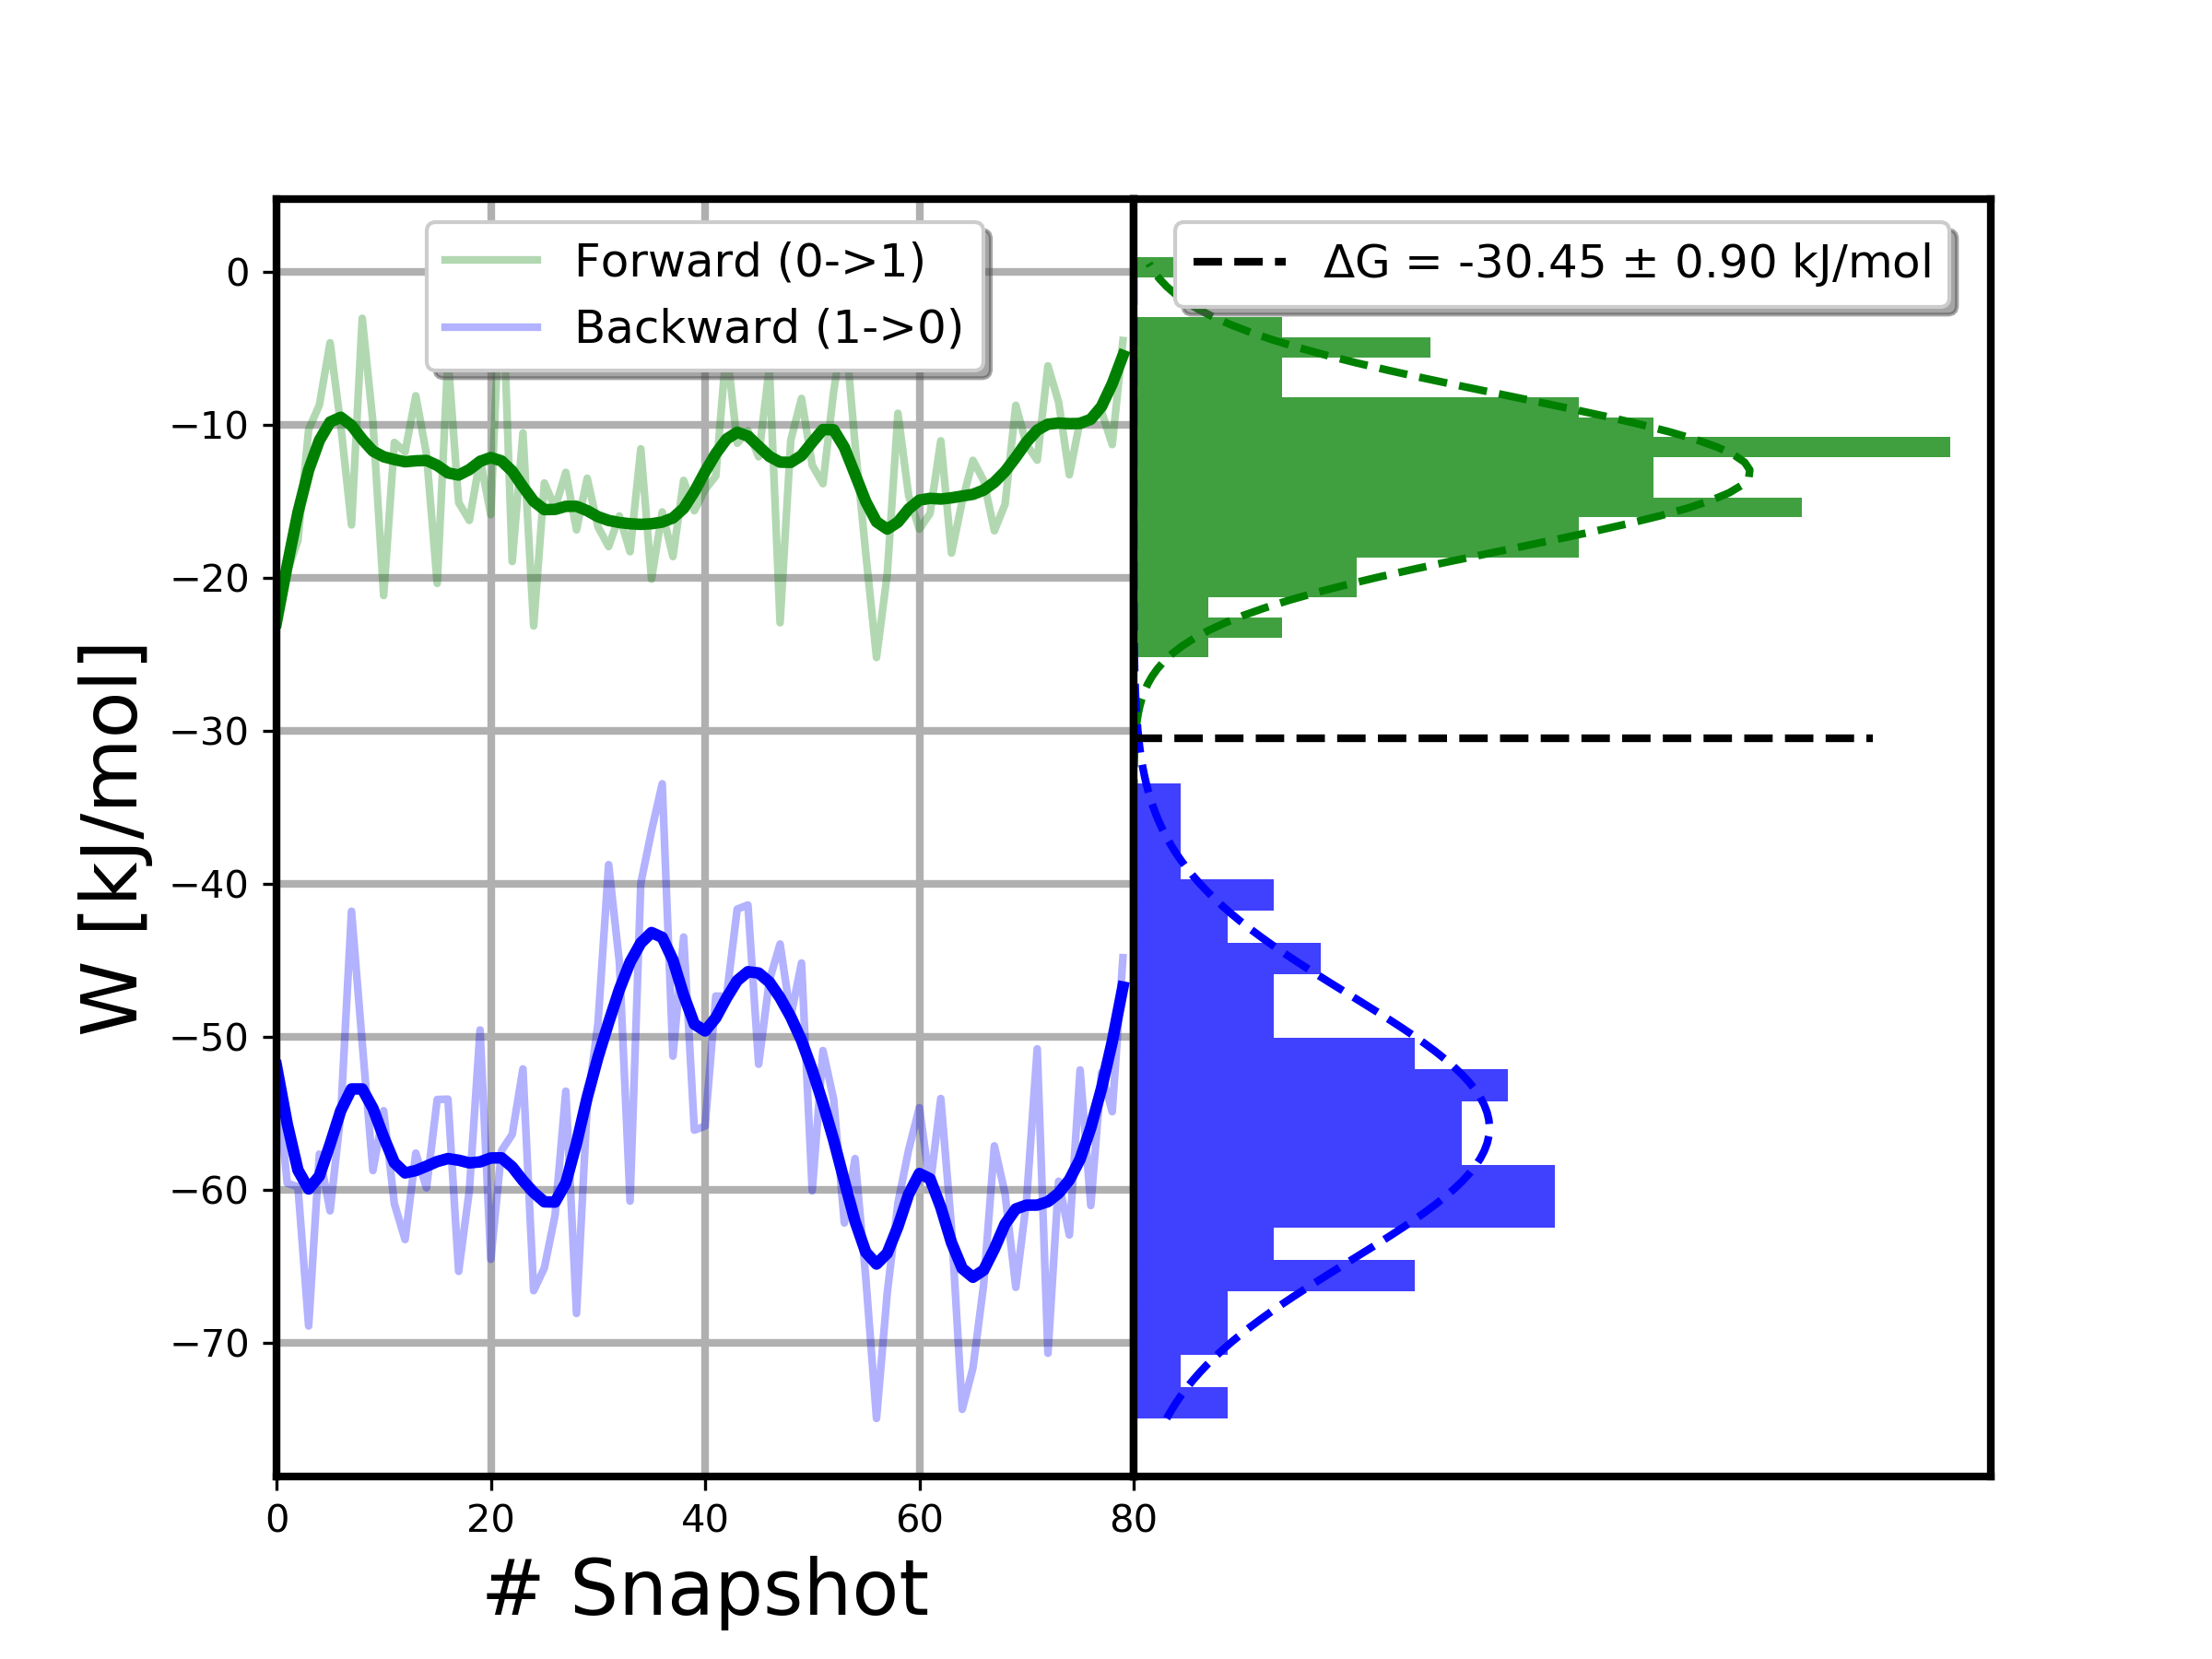 Forward (0->1)
Backward (1->0)
ΔG = -30.45 ± 0.90 kJ/mol
0
−10
−20
−30
−40
−50
−60
−70
W [kJ/mol]
0 20 40 60 80
# Snapshot